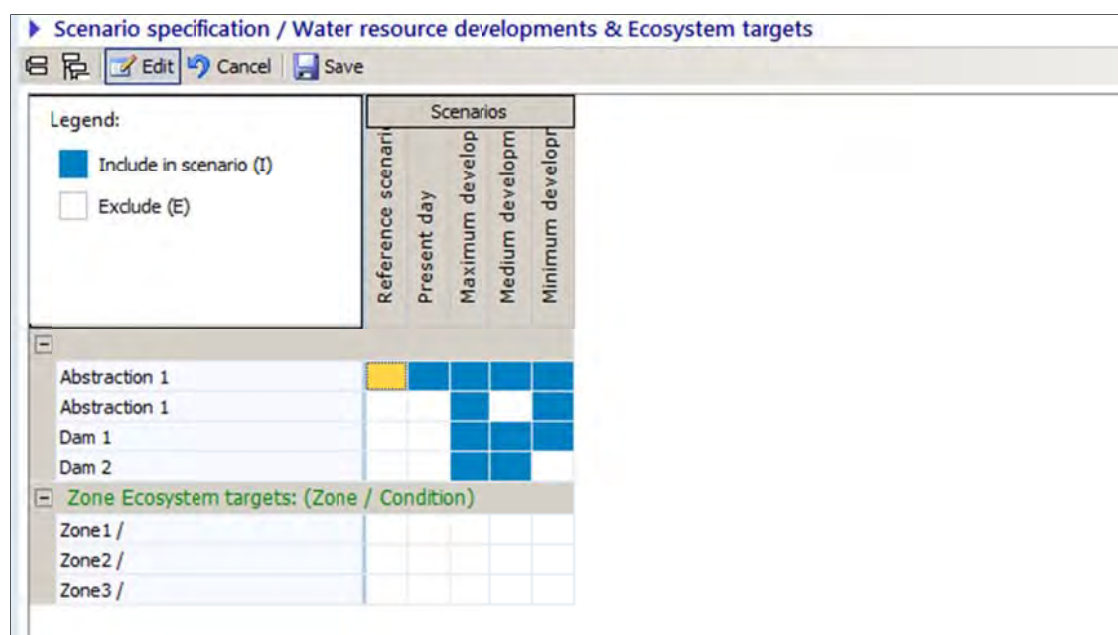 Scenario specification / Water resource developments & Ecosystem targets
Edit Cancel Save
Legend:
Include in scenario (I)
Exclude (E)
Scenarios
Reference scenari
Present day
Maximum develop
Medium developm
Minimum developr
Abstraction 1
Abstraction 1
Dam 1
Dam 2
Zone Ecosystem targets: (Zone / Condition)
Zone1 /
Zone2 /
Zone3 /